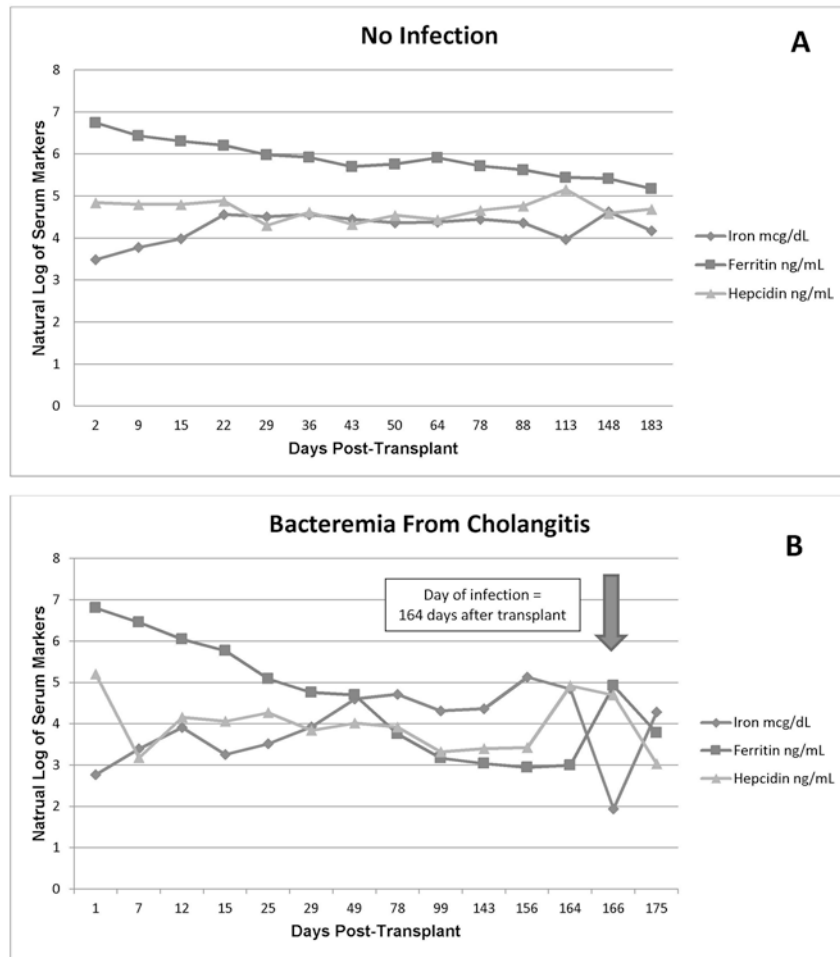 No Infection
A
Natural Log of Serum Markers
8
7
6
5
4
3
2
1
0
2 9 15 22 29 36 43 50 64 78 88 113 148 183
Days Post-Transplant
Iron mcg/dL
Ferritin ng/mL
Hepcidin ng/mL
Bacteremia From Cholangitis
B
Natrual Log of Serum Markers
8
7
6
5
4
3
2
1
0
Day of infection =
164 days after transplant
1 7 12 15 25 29 49 78 99 143 156 164 166 175
Days Post-Transplant
Iron mcg/dL
Ferritin ng/mL
Hepcidin ng/mL